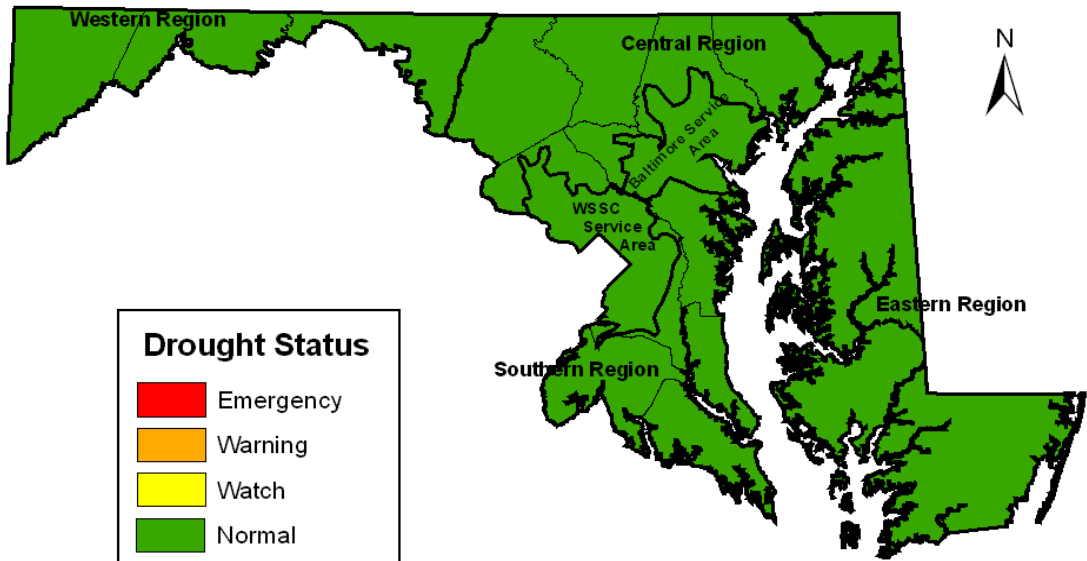 Western Region
Central Region
N
Baltimore Service
Area
WSSC
Service
Area
Eastern Region
Southern Region
Drought Status
Emergency
Warning
Watch
Normal